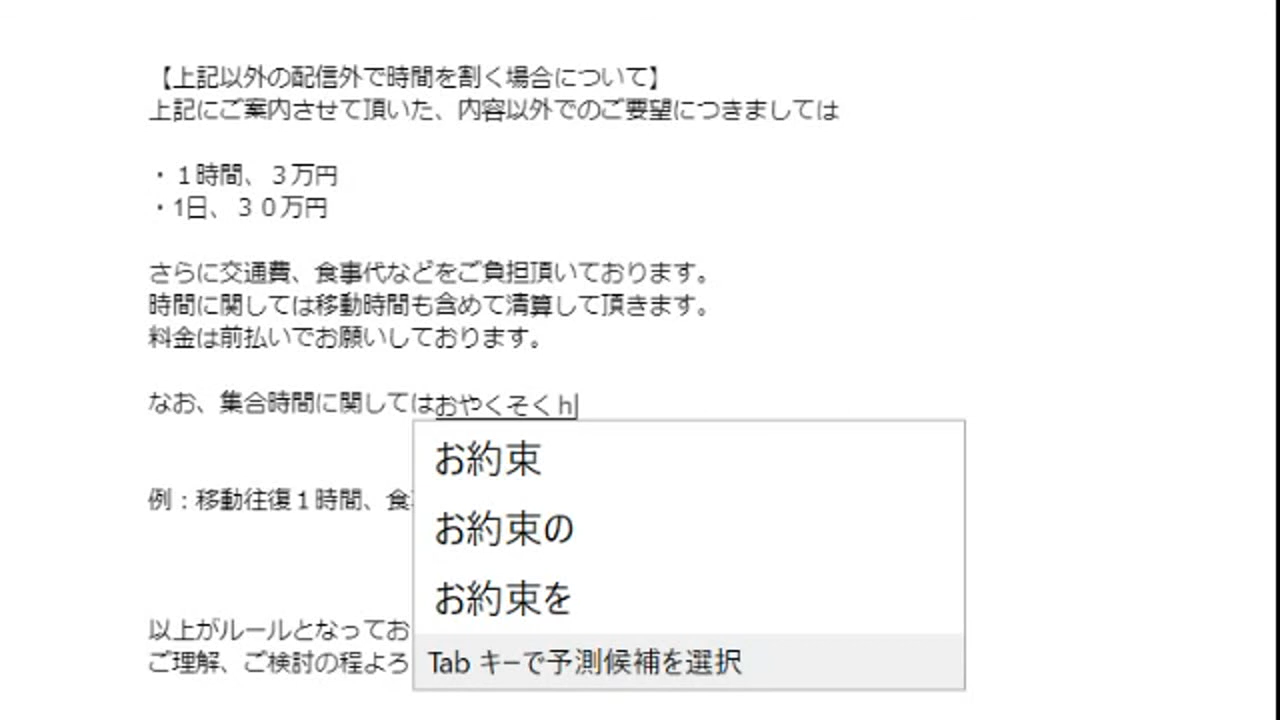 【上記以外の配信外で時間を割く場合について】
上記にご案内させて頂いた、内容以外でのご要望につきましては
・１時間、３万円
・1日、３０万円
さらに交通費、食事代などをご負担頂いております。
時間に関しては移動時間も含めて清算して頂きます。
料金は前払いでお願いしております。
なお、集合時間に関してはおやくそくｈ
お約束
お約束の
お約束を
Tab キーで予測候補を選択
例：移動往復１時間、食
以上がルールとなってお
ご理解、ご検討の程よろ